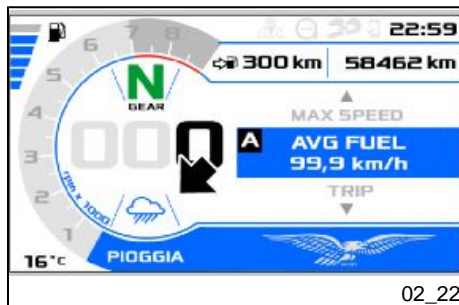 22:59
300 km
58462 km
8
7
6
5
4
3
2
1
rpm x 1000
N
GEAR
000
MAX SPEED
A
AVG FUEL
99,9 km/h
TRIP
16°C
PIOGGIA
02_22